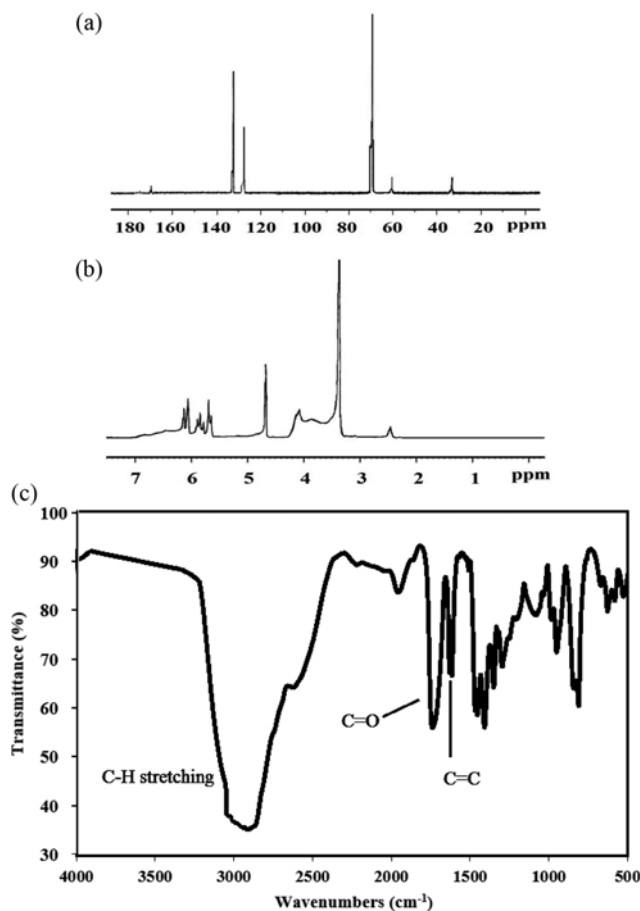 (a)
180 160 140 120 100 80 60 40 20 ppm
(b)
7 6 5 4 3 2 1 ppm
(c)
100
90
80
70
60
50
40
30
Transmittance (%)
C=O
C=C
C-H stretching
4000 3500 3000 2500 2000 1500 1000 500
Wavenumbers (cm⁻¹)